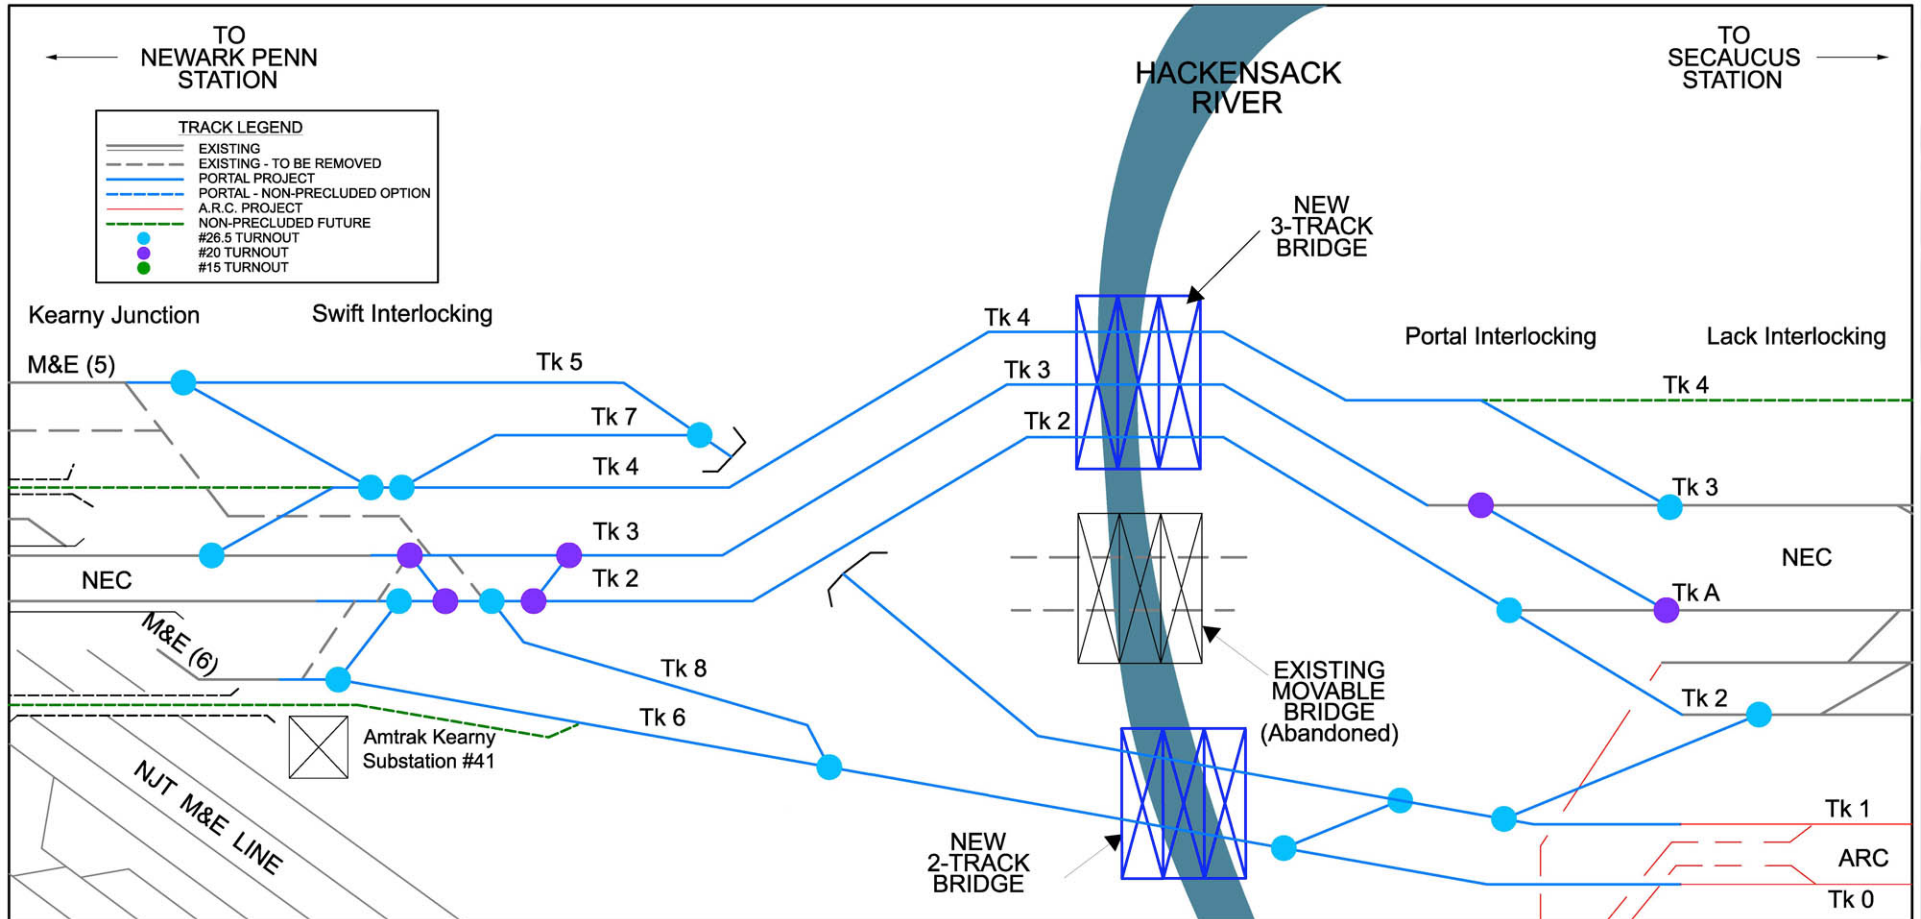 TO
NEWARK PENN
STATION
HACKENSACK
RIVER
TO
SECAUCUS
STATION
TRACK LEGEND
EXISTING
EXISTING - TO BE REMOVED
PORTAL PROJECT
PORTAL - NON-PRECLUDED OPTION
A.R.C. PROJECT
NON-PRECLUDED FUTURE
#26.5 TURNOUT
#20 TURNOUT
#15 TURNOUT
NEW
3-TRACK
BRIDGE
Kearny Junction
Swift Interlocking
Portal Interlocking
Lack Interlocking
M&E (5)
Tk 5
Tk 4
Tk 3
Tk 4
Tk 7
Tk 2
Tk 4
Tk 3
Tk 3
NEC
Tk 2
NEC
Tk A
M&E (6)
Tk 8
Tk 6
EXISTING
MOVABLE
BRIDGE
(Abandoned)
Tk 2
Amtrak Kearny
Substation #41
NJT M&E LINE
NEW
2-TRACK
BRIDGE
Tk 1
ARC
Tk 0